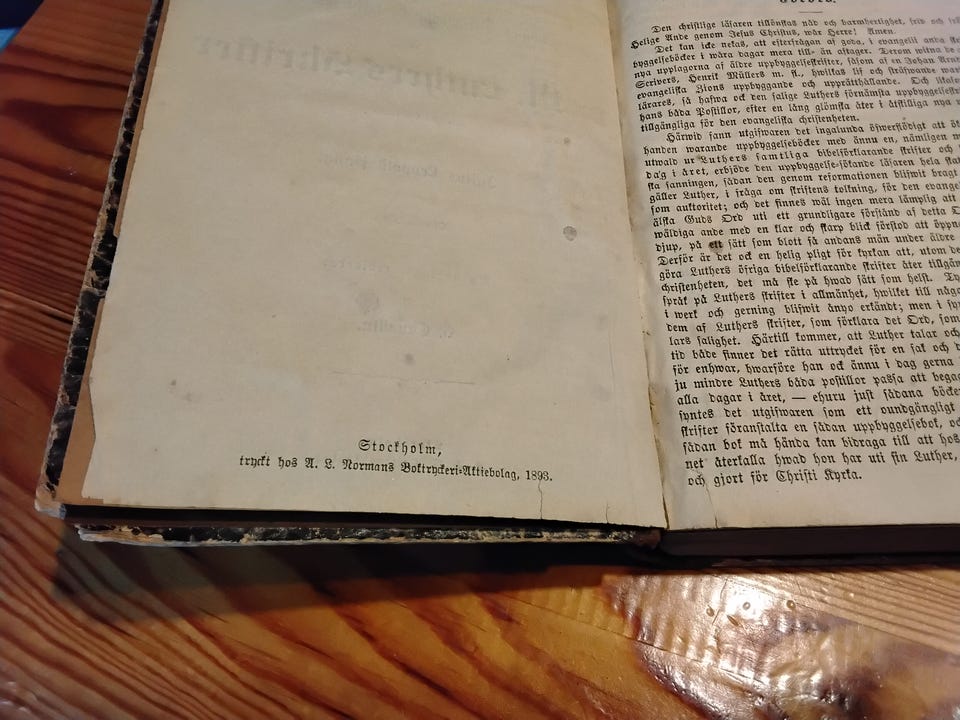 Stockholm,
tryckt hos A. L. Normans Boktryckeri-Aktiebolag, 1893.
Förord.
Den christlige läsaren tillönskas nåd och barmhertighet, frid och
Helige Ande genom Jesus Christus, wår Herre! Amen.
Det kan icke nekas, att efterfrågan af goda, i evangelii anda
byggelseböcker i wåra dagar mera till- än aftager. Derom witna de
nya upplagorna af äldre uppbyggelseskrifter, såsom af en Johan
Scrivers, Henrik Müllers m. fl., hwilkas lif och sträfwande
evangeliska Zions uppbyggande och upprätthållande. Och
lärares, så hafwa ock den salige Luthers förnämsta
hans båda Postillor, efter en lång glömska åter i åtskilliga nya
tillgängliga för den evangeliska christenheten.
Härwid fann utgifwaren det ingalunda öfwerflödigt att
handen warande uppbyggelseböcker med ännu en, nämligen
utwald ur Luthers samtliga bibelförklarande skrifter och
dag i året, erbjöde den uppbyggelse-sökande läsaren hela
ska sanningen, sådan den genom reformationen blifwit bragt
gäller Luther, i fråga om skriftens tolkning, för den
som auktoritet; och det finnes wäl ingen mera lämplig att
älska Guds Ord uti ett grundligare förstånd af detta
wäldiga ande med en klar och skarp blick förstod att
djup, på ett sätt som blott få andans män under äldre
Derför är det ock en helig pligt för kyrkan att, utom de
göra Luthers öfriga bibelförklarande skrifter åter
christenheten, det må ske på hwad sätt som helst.
språk på Luthers skrifter i allmänhet, hwilket till
i werk och gerning blifwit ånyo erkändt; men i
dem af Luthers skrifter, som förklara det Ord, som
lars salighet. Härtill kommer, att Luther talar och
tid både finner det rätta uttrycket för en sak och
för enhwar, hwarföre han ock ännu i dag gerna
ju mindre Luthers båda postillor passa att
alla dagar i året, — ehuru just sådana
syntes det utgifwaren som ett oundgängligt
skrifter föranstalta en sådan uppbyggelsebok,
sådan bok må hända kan bidraga till att hos
net återkalla hwad hon har uti sin Luther,
och gjort för Christi Kyrka.